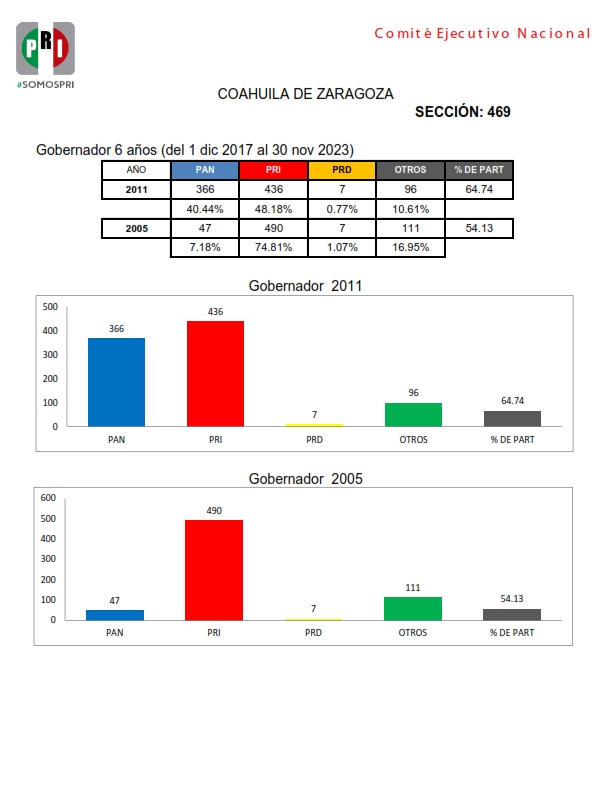 PRI
#SOMOSPRI
Comité Ejecutivo Nacional
COAHUILA DE ZARAGOZA
SECCIÓN: 469
Gobernador 6 años (del 1 dic 2017 al 30 nov 2023)
AÑO PAN PRI PRD OTROS % DE PART
2011 366 436 7 96 64.74
40.44% 48.18% 0.77% 10.61%
2005 47 490 7 111 54.13
7.18% 74.81% 1.07% 16.95%
Gobernador 2011
500
400
300
200
100
0
366
436
7
96
64.74
PAN PRI PRD OTROS % DE PART
Gobernador 2005
600
500
400
300
200
100
0
47
490
7
111
54.13
PAN PRI PRD OTROS % DE PART